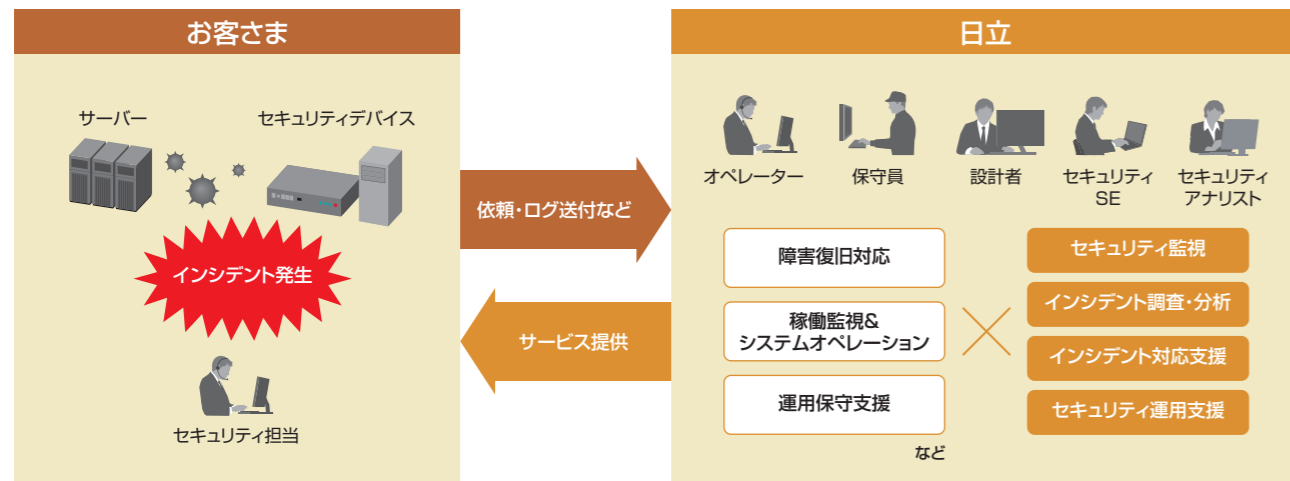 お客さま
サーバー
セキュリティデバイス
インシデント発生
セキュリティ担当
依頼・ログ送付など
サービス提供
日立
オペレーター
保守員
設計者
セキュリティ
SE
セキュリティ
アナリスト
障害復旧対応
稼働監視&
システムオペレーション
運用保守支援
など
セキュリティ監視
インシデント調査・分析
インシデント対応支援
セキュリティ運用支援